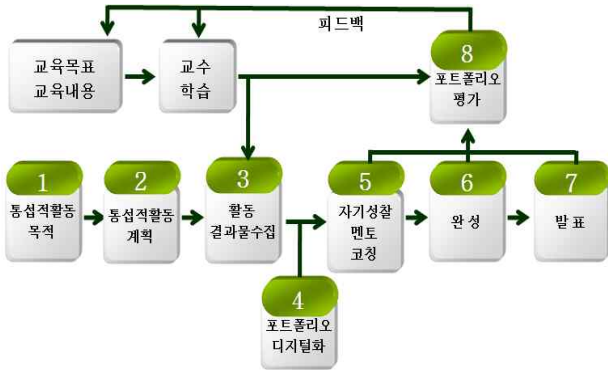 피드백
8
포트폴리오
평가
교육목표
교육내용
교수
학습
1
통섭적활동
목적
2
통섭적활동
계획
3
활동
결과물수집
5
자기성찰
멘토
코칭
6
완성
7
발표
4
포트폴리오
디지털화